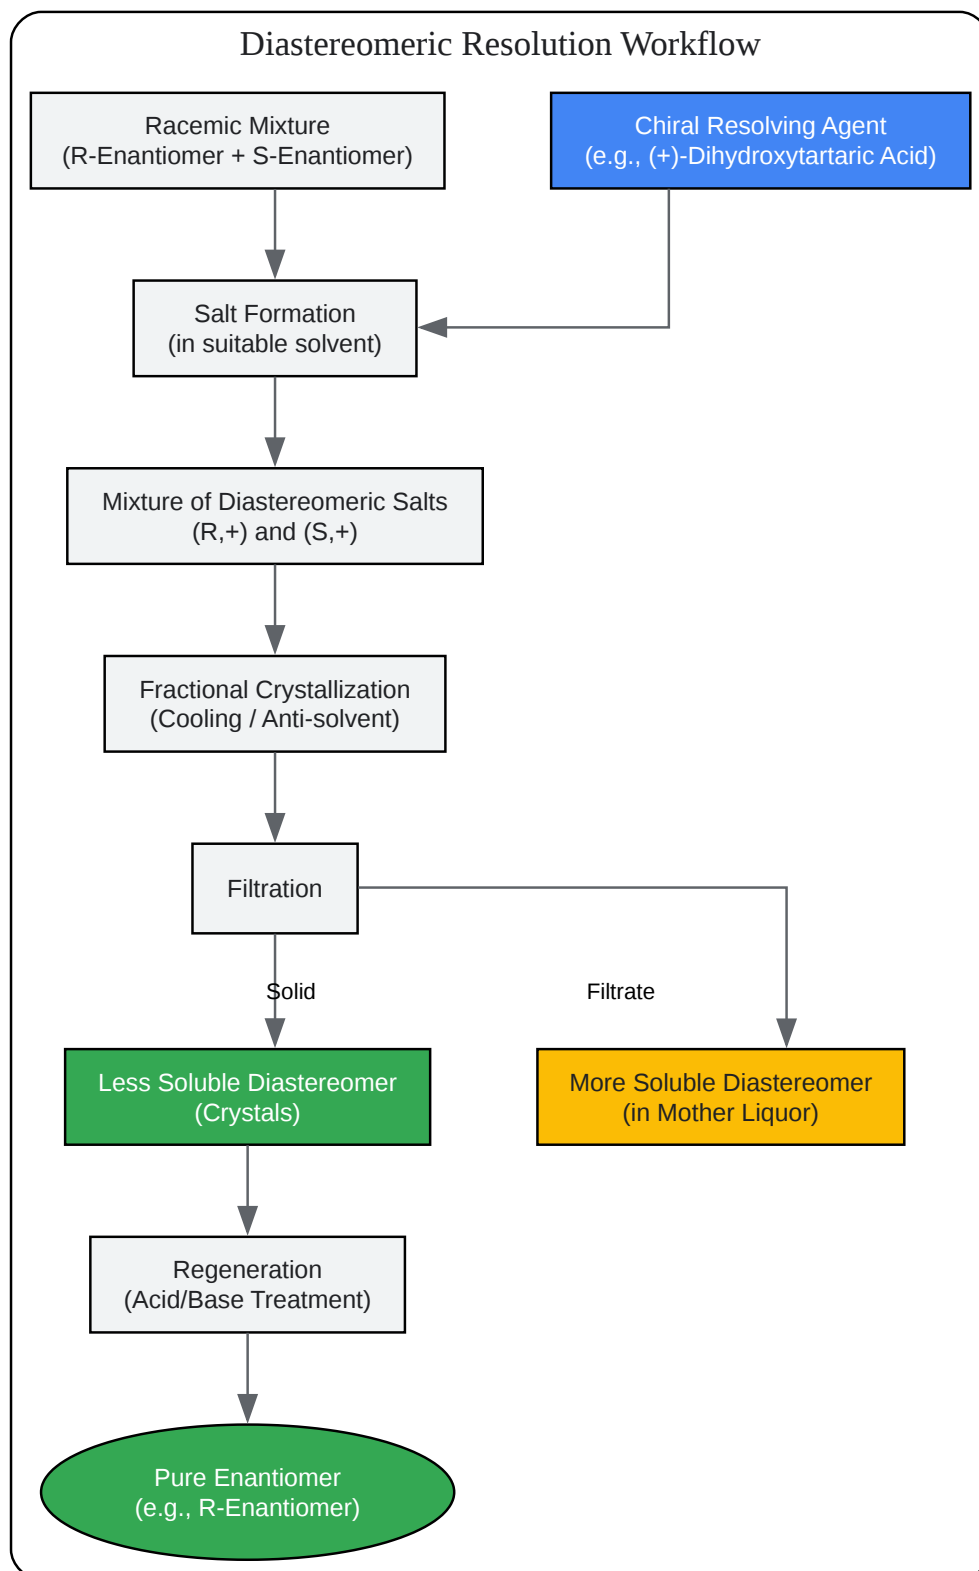 Diastereomeric Resolution Workflow
Racemic Mixture
(R-Enantiomer + S-Enantiomer)
Chiral Resolving Agent
(e.g., (+)-Dihydroxytartaric Acid)
Salt Formation
(in suitable solvent)
Mixture of Diastereomeric Salts
(R,+) and (S,+)
Fractional Crystallization
(Cooling / Anti-solvent)
Filtration
Solid
Filtrate
Less Soluble Diastereomer
(Crystals)
More Soluble Diastereomer
(in Mother Liquor)
Regeneration
(Acid/Base Treatment)
Pure Enantiomer
(e.g., R-Enantiomer)